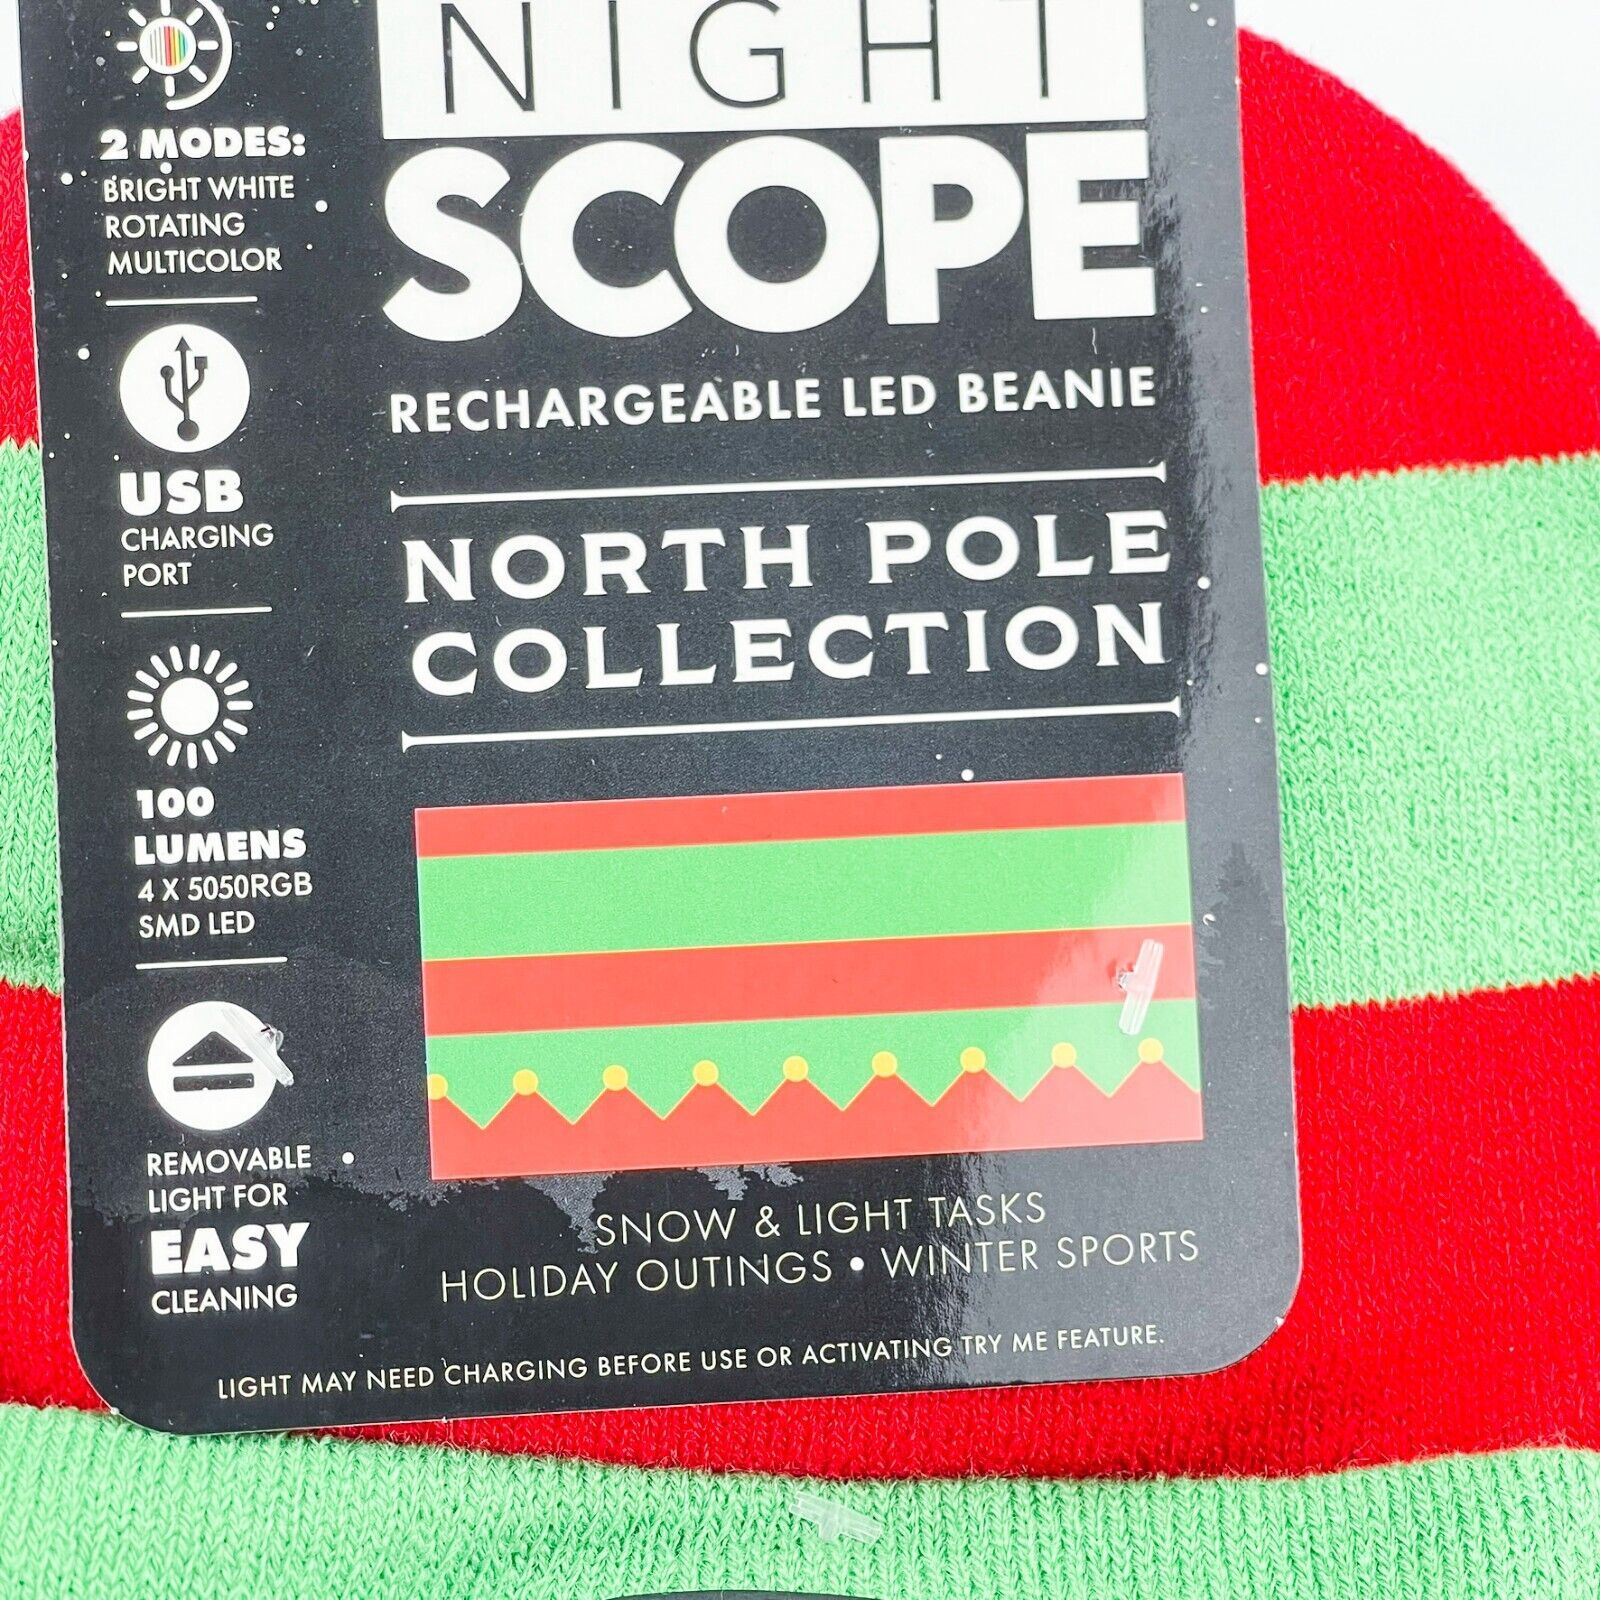 2 MODES:
BRIGHT WHITE
ROTATING
MULTICOLOR
USB
CHARGING
PORT
100
LUMENS
4 X 5050RGB
SMD LED
REMOVABLE
LIGHT FOR
EASY
CLEANING
NIGHT
SCOPE
RECHARGEABLE LED BEANIE
NORTH POLE
COLLECTION
SNOW & LIGHT TASKS
HOLIDAY OUTINGS • WINTER SPORTS
LIGHT MAY NEED CHARGING BEFORE USE OR ACTIVATING TRY ME FEATURE.